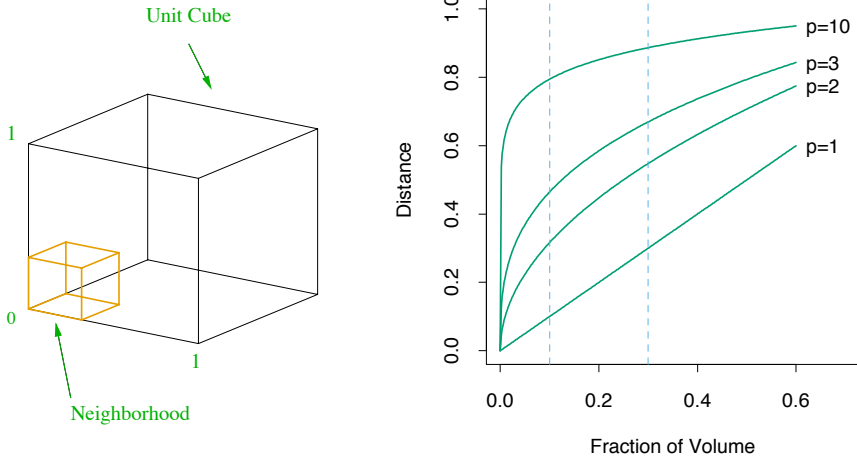 Unit Cube
1
0
1
Neighborhood
Distance
1.0
0.8
0.6
0.4
0.2
0.0
p=10
p=3
p=2
p=1
0.0 0.2 0.4 0.6
Fraction of Volume